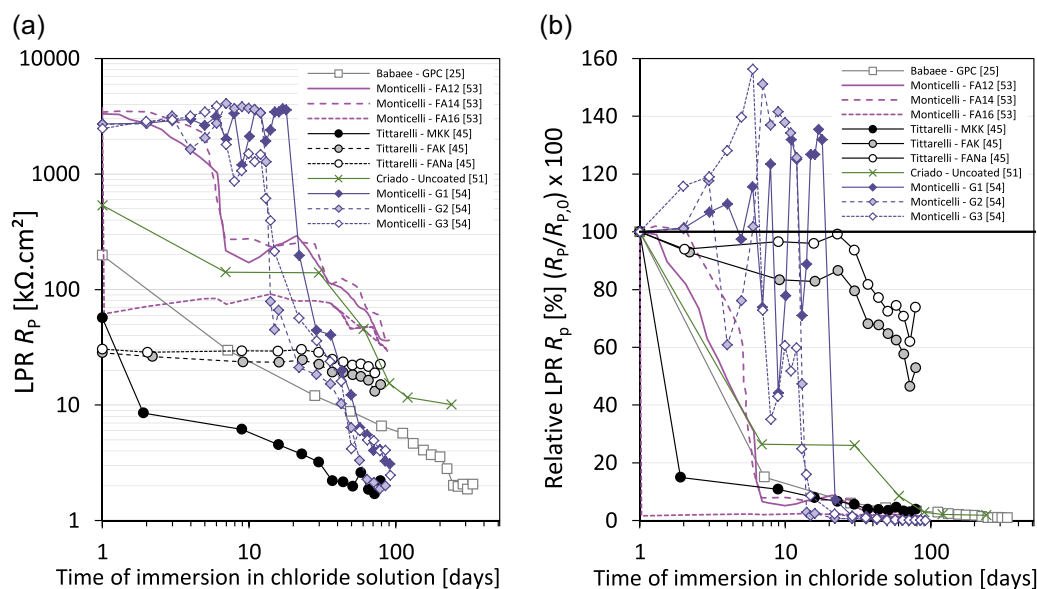 (a)
LPR Rp [kΩ.cm²]
10000
1000
100
10
1
Babaee - GPC [25]
Monticelli - FA12 [53]
Monticelli - FA14 [53]
Monticelli - FA16 [53]
Tittarelli - MKK [45]
Tittarelli - FAK [45]
Tittarelli - FANa [45]
Criado - Uncoated [51]
Monticelli - G1 [54]
Monticelli - G2 [54]
Monticelli - G3 [54]
1 10 100
Time of immersion in chloride solution [days]
(b)
Relative LPR Rp [%] (Rp/Rp,0) x 100
160
140
120
100
80
60
40
20
0
Babaee - GPC [25]
Monticelli - FA12 [53]
Monticelli - FA14 [53]
Monticelli - FA16 [53]
Tittarelli - MKK [45]
Tittarelli - FAK [45]
Tittarelli - FANa [45]
Criado - Uncoated [51]
Monticelli - G1 [54]
Monticelli - G2 [54]
Monticelli - G3 [54]
1 10 100
Time of immersion in chloride solution [days]